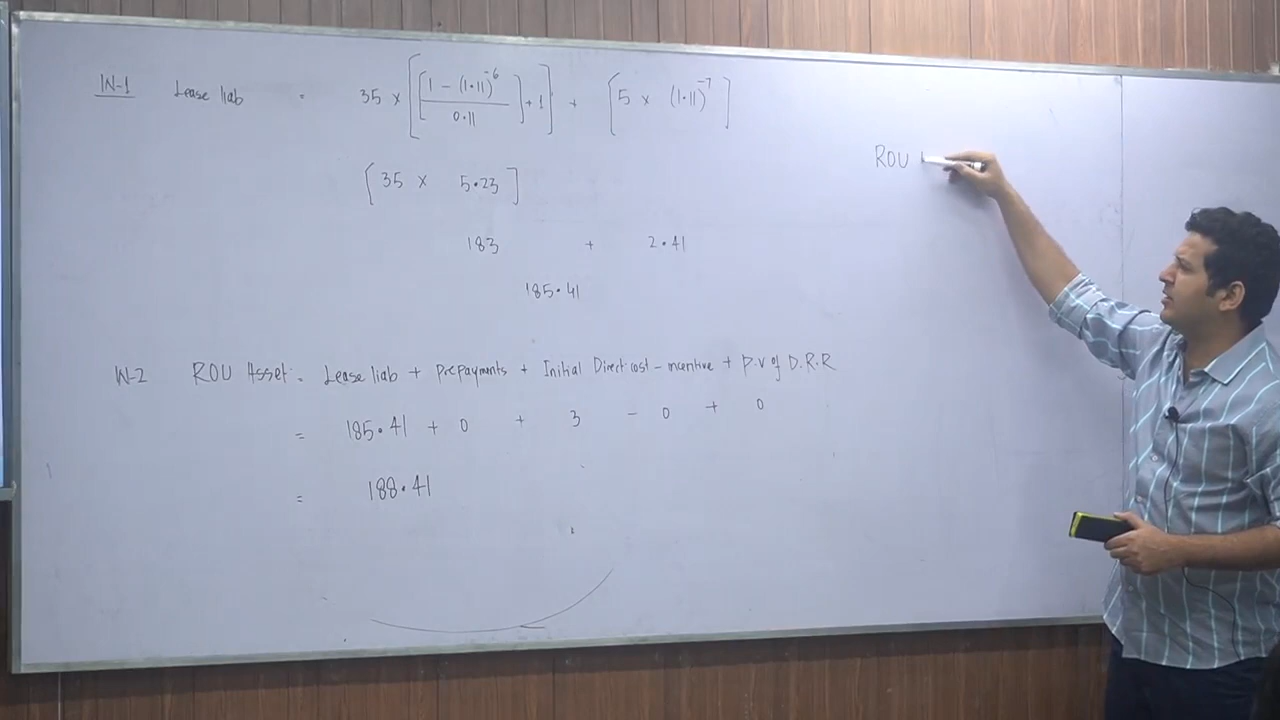 W-1 Lease liab = 35 × [[1 - (1.11)^-6 / 0.11] + 1] + [5 × (1.11)^-7]
ROU
[35 × 5.23]
183 + 2.41
185.41
W-2 ROU Asset = Lease liab + prepayments + Initial Direct cost - incentive + P.V of D.R.R
= 185.41 + 0 + 3 - 0 + 0
= 188.41